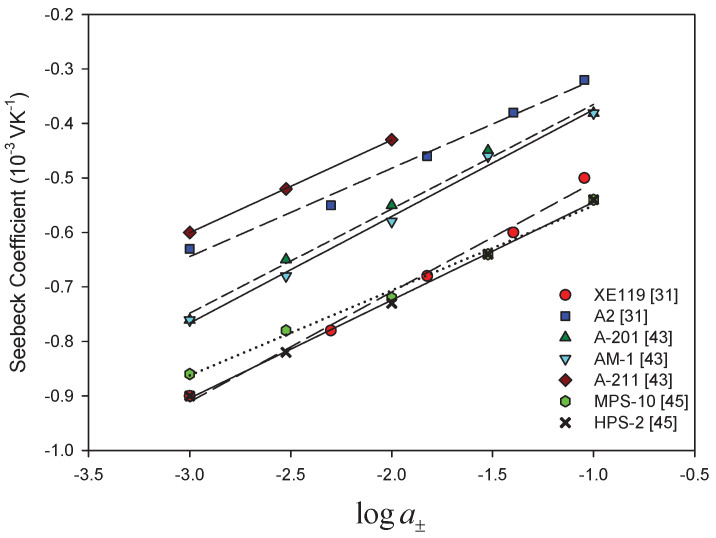 -0.2
-0.3
-0.4
-0.5
-0.6
-0.7
-0.8
-0.9
-1.0
Seebeck Coefficient (10⁻³ VK⁻¹)
XE119 [31]
A2 [31]
A-201 [43]
AM-1 [43]
A-211 [43]
MPS-10 [45]
HPS-2 [45]
-3.5 -3.0 -2.5 -2.0 -1.5 -1.0 -0.5
log a±